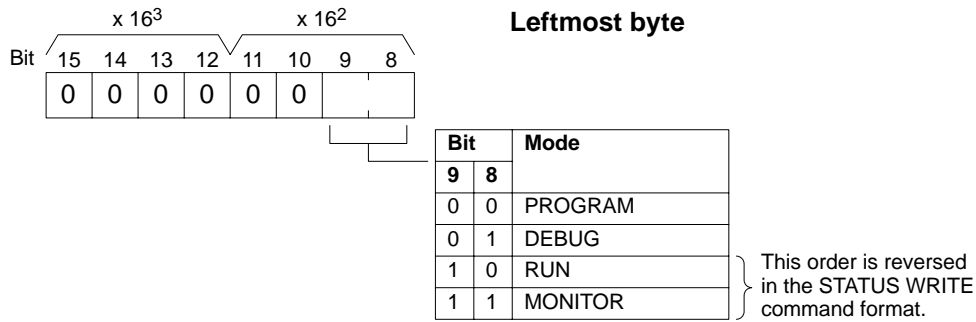 x 16³ x 16² Leftmost byte
Bit 15 14 13 12 11 10 9 8
0 0 0 0 0 0
Bit Mode
9 8
0 0 PROGRAM
0 1 DEBUG
1 0 RUN
1 1 MONITOR
This order is reversed
in the STATUS WRITE
command format.